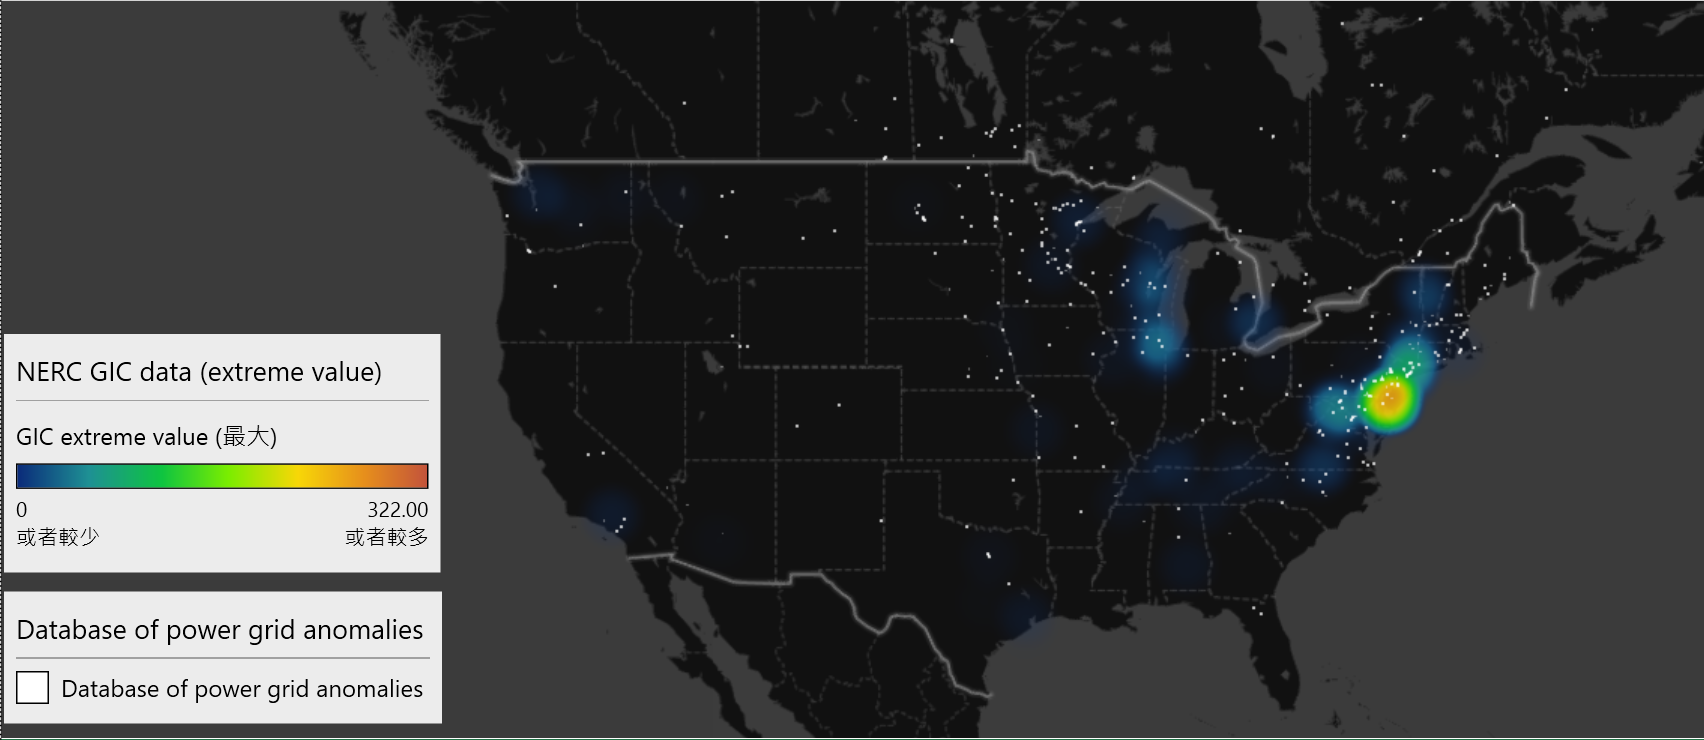 NERC GIC data (extreme value)
GIC extreme value (最大)
0 322.00
或者較少 或者較多
Database of power grid anomalies
Database of power grid anomalies